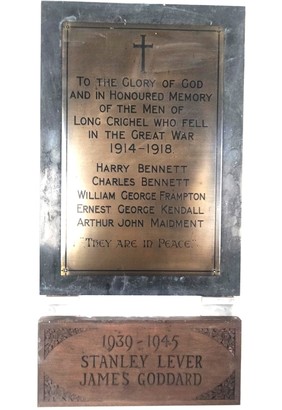 To the Glory of God
and in Honoured Memory
of the Men of
Long Crichel who fell
in the Great War
1914-1918.
Harry Bennett
Charles Bennett
William George Frampton
Ernest George Kendall
Arthur John Maidment
"They are in Peace."
1939-1945
STANLEY LEVER
JAMES GODDARD